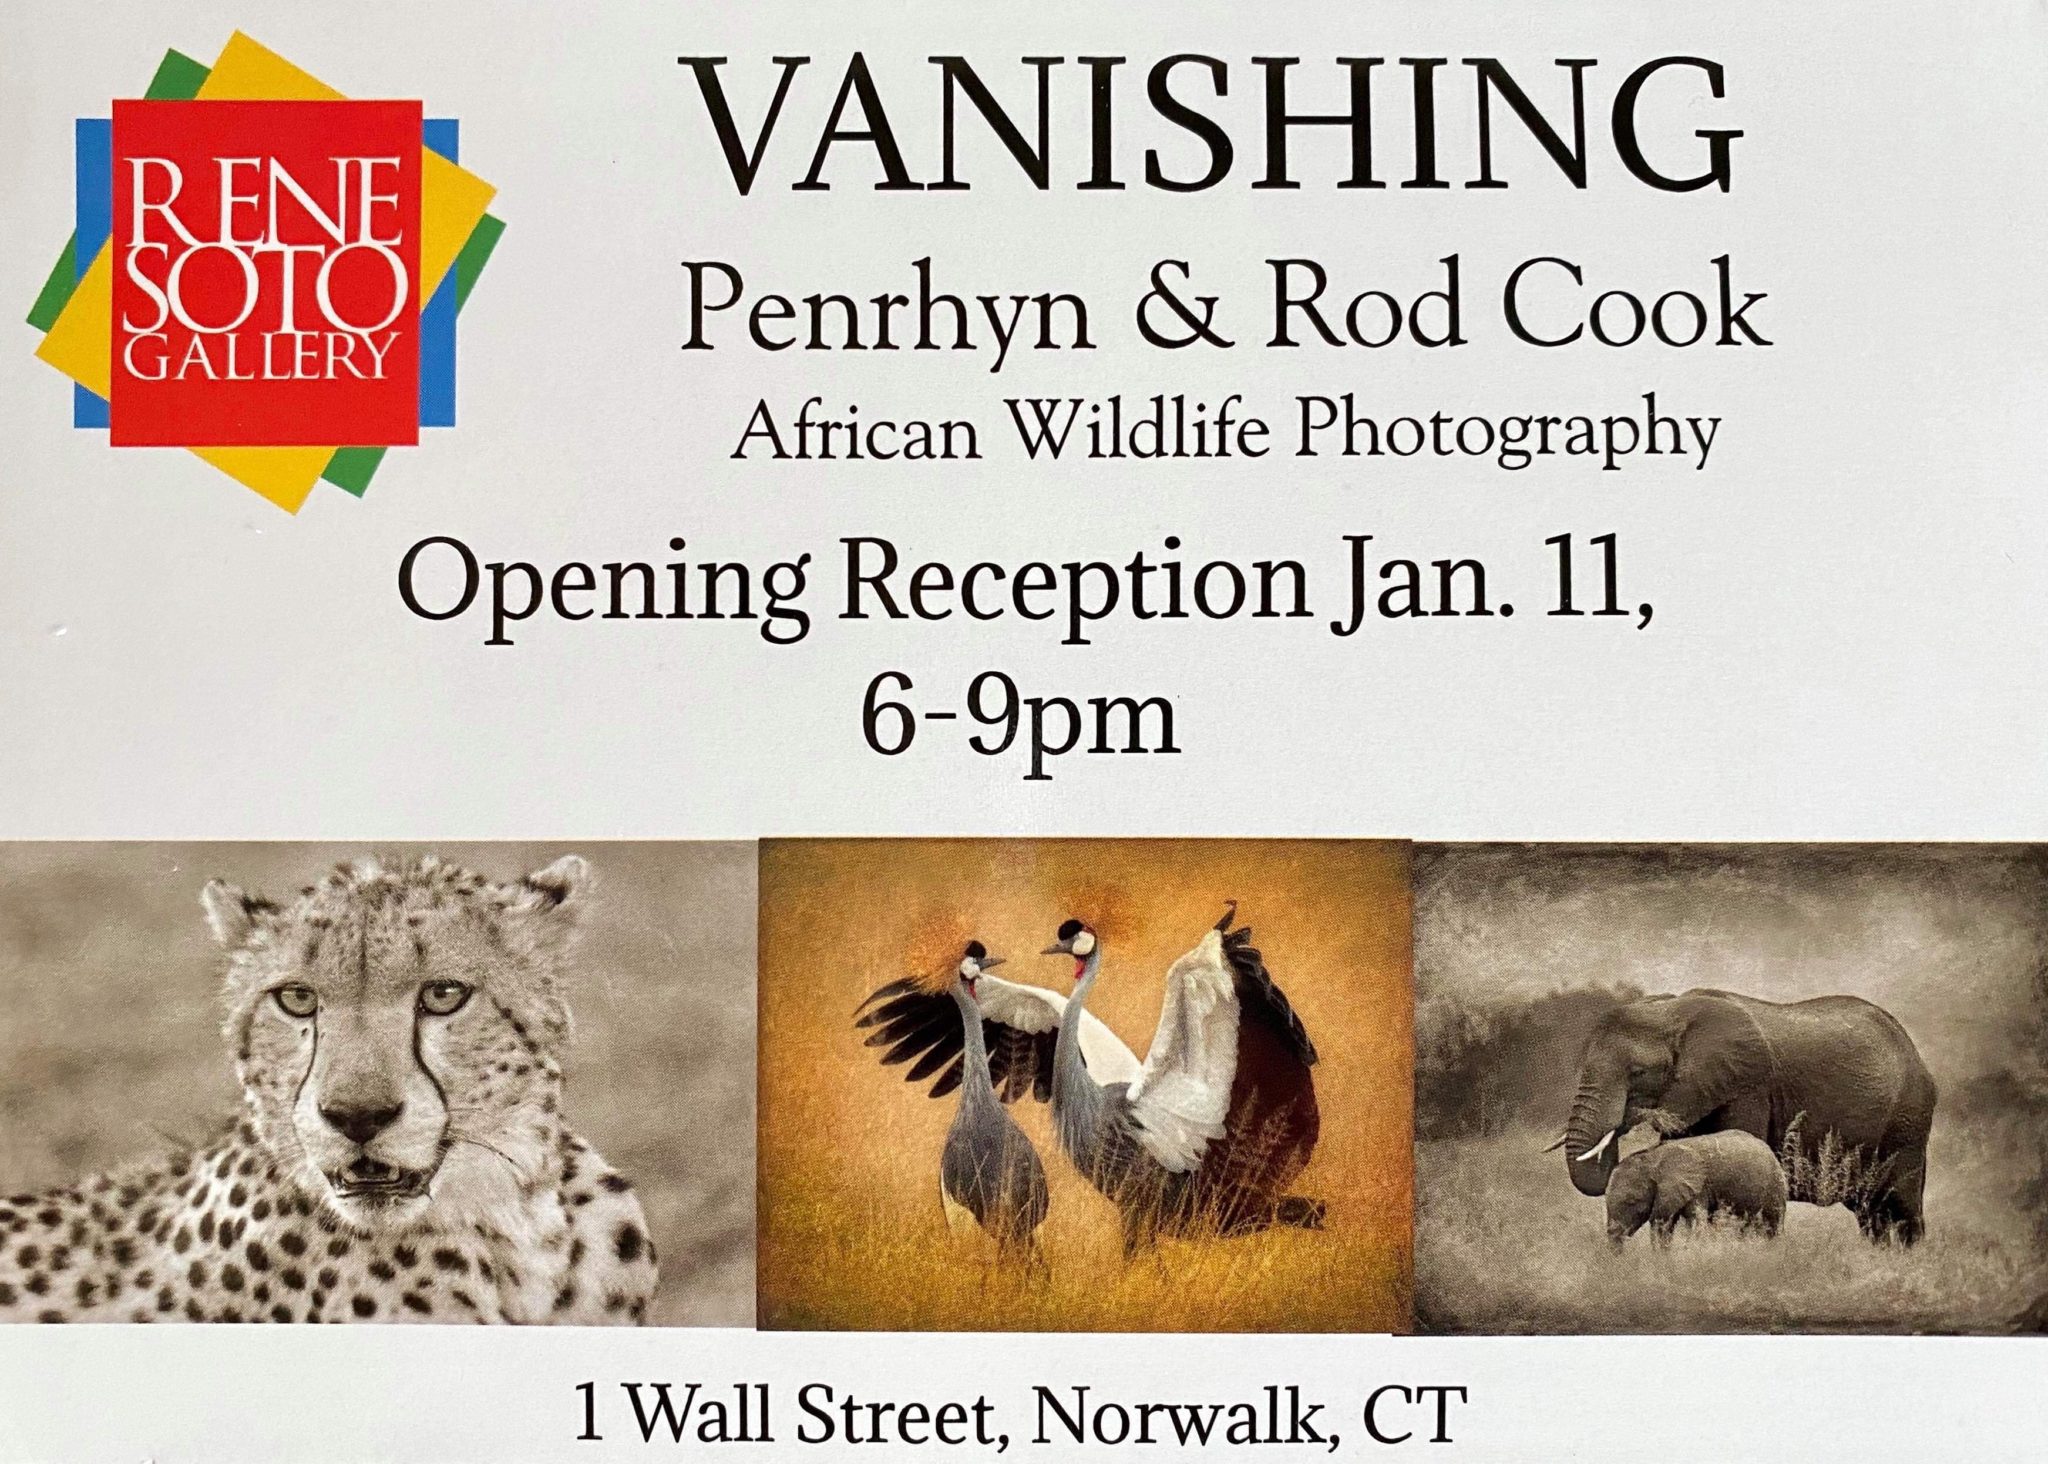 RENE
SOTO
GALLERY
VANISHING
Penrhyn & Rod Cook
African Wildlife Photography
Opening Reception Jan. 11,
6-9pm
1 Wall Street, Norwalk, CT